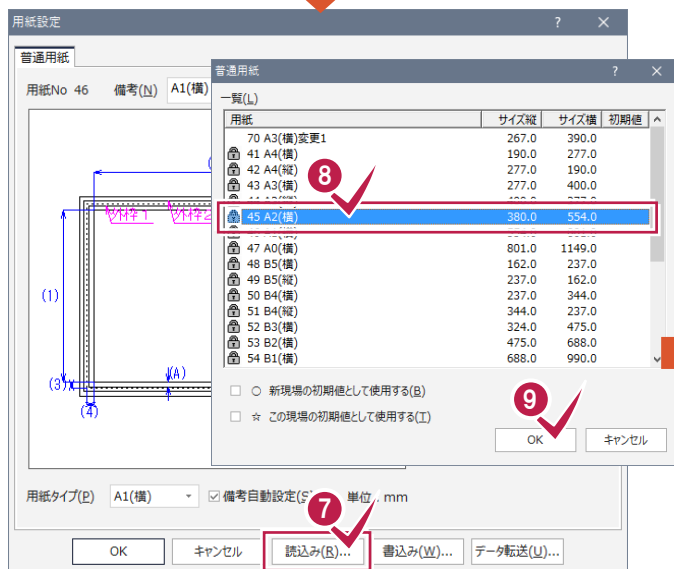 用紙設定 ? ×
普通用紙
用紙No 46 備考(N) A1(横)
外枠1 外枠2
(1)
(3)
(4)
(A)
用紙タイプ(P) A1(横) 備考自動設定(S) 単位 mm
7
OK キャンセル 読込み(R)... 書込み(W)... データ転送(U)...
普通用紙 ? ×
一覧(L)
用紙 サイズ縦 サイズ横 初期値
70 A3(横)変更1 267.0 390.0
41 A4(横) 190.0 277.0
42 A4(縦) 277.0 190.0
43 A3(横) 277.0 400.0
8
45 A2(横) 380.0 554.0
47 A0(横) 801.0 1149.0
48 B5(横) 162.0 237.0
49 B5(縦) 237.0 162.0
50 B4(横) 237.0 344.0
51 B4(縦) 344.0 237.0
52 B3(横) 324.0 475.0
53 B2(横) 475.0 688.0
54 B1(横) 688.0 990.0
○ 新現場の初期値として使用する(B)
☆ この現場の初期値として使用する(T)
9
OK キャンセル